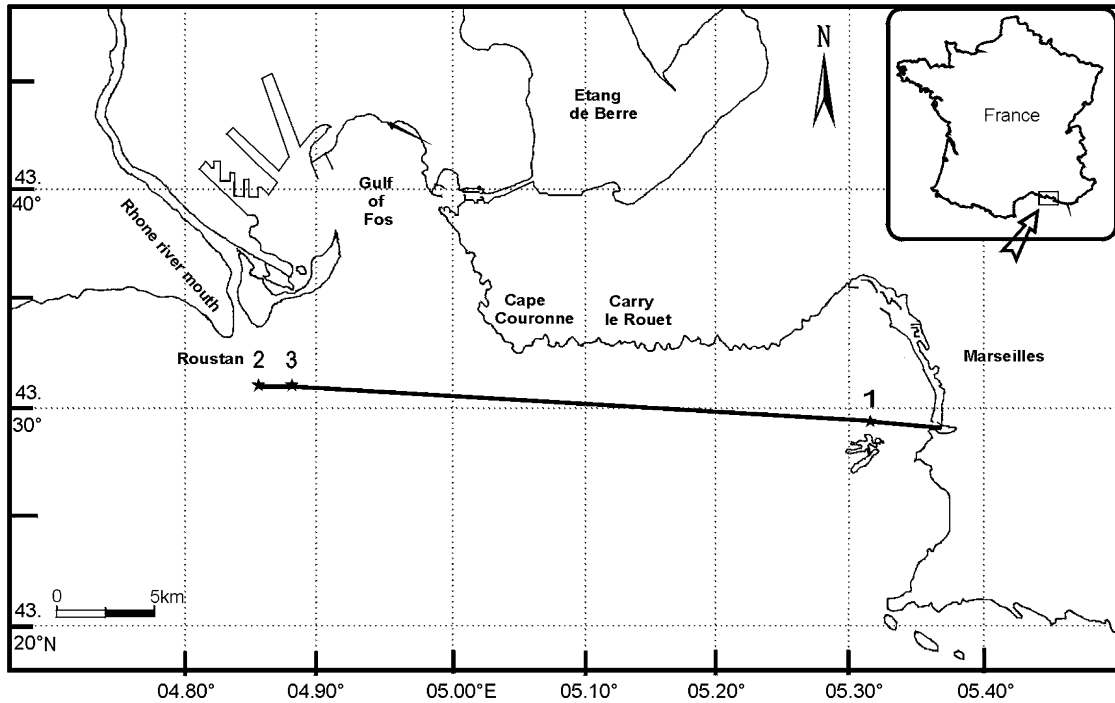 N
France
Etang
de Berre
43.
40°
Gulf
of
Fos
Rhone river mouth
Cape
Couronne
Carry
le Rouet
Marseilles
Roustan
2
3
1
43.
30°
0
5km
43.
20°N
04.80°
04.90°
05.00°E
05.10°
05.20°
05.30°
05.40°